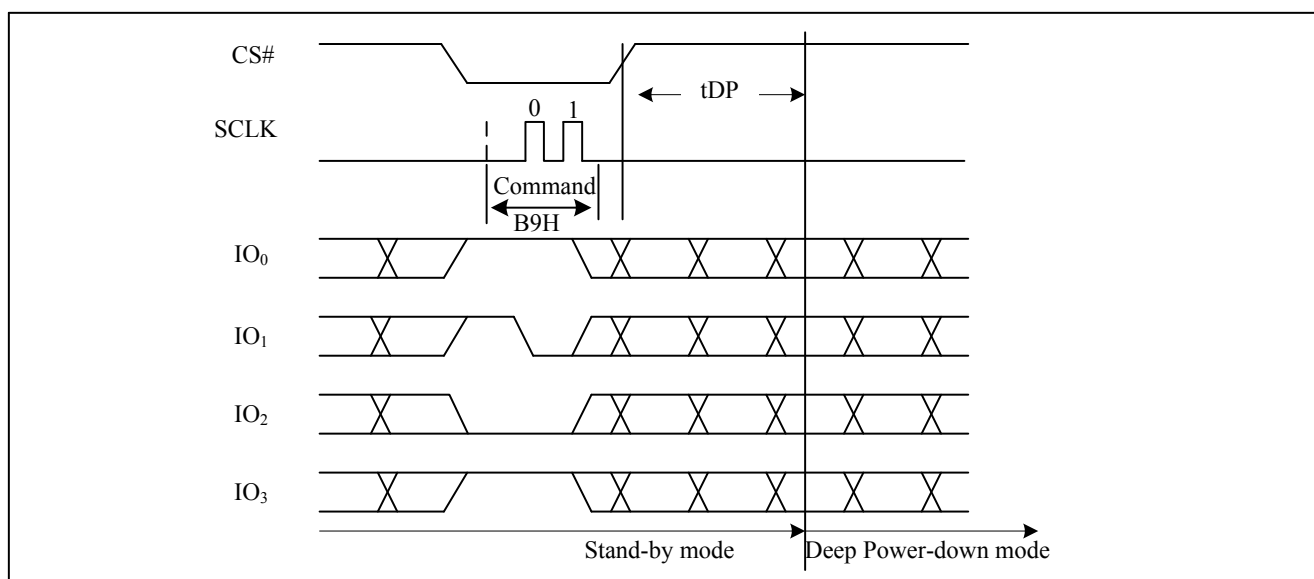 CS#
tDP
0 1
SCLK
Command
B9H
IO0
IO1
IO2
IO3
Stand-by mode
Deep Power-down mode